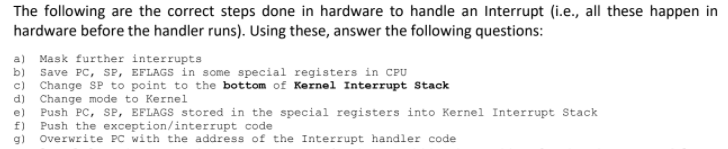 The following are the correct steps done in hardware to handle an Interrupt (i.e., all these happen in
hardware before the handler runs). Using these, answer the following questions:
a) Mask further interrupts
b) Save PC, SP, EFLAGS in some special registers in CPU
c) Change SP to point to the bottom of Kernel Interrupt Stack
d) Change mode to Kernel
e) Push PC, SP, EFLAGS stored in the special registers into Kernel Interrupt Stack
f) Push the exception/interrupt code
g) Overwrite PC with the address of the Interrupt handler code